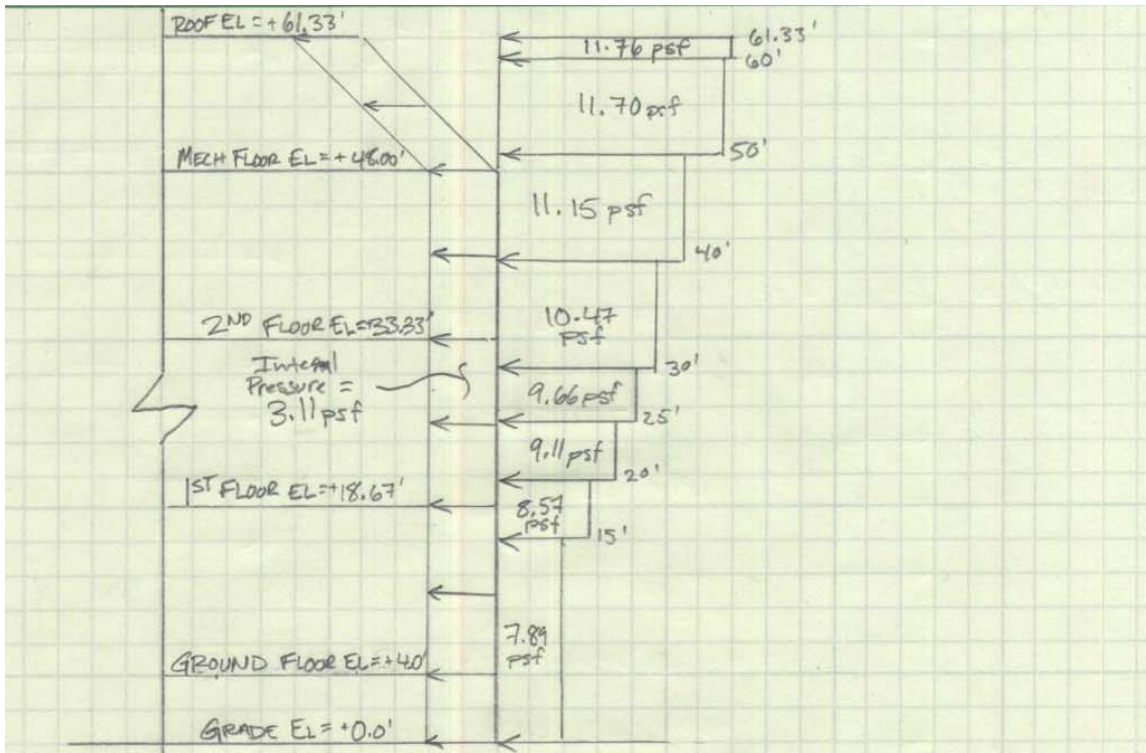 ROOF EL = +61.33'
11.76 psf
61.33'
60'
11.70 psf
50'
MECH FLOOR EL = +48.00'
11.15 psf
40'
2ND FLOOR EL=+33.33'
10.47
psf
30'
Internal
Pressure =
3.11 psf
9.66 psf
25'
9.11 psf
20'
1ST FLOOR EL=+18.67'
8.57
psf
15'
7.89
psf
GROUND FLOOR EL=+4.0'
GRADE EL = +0.0'